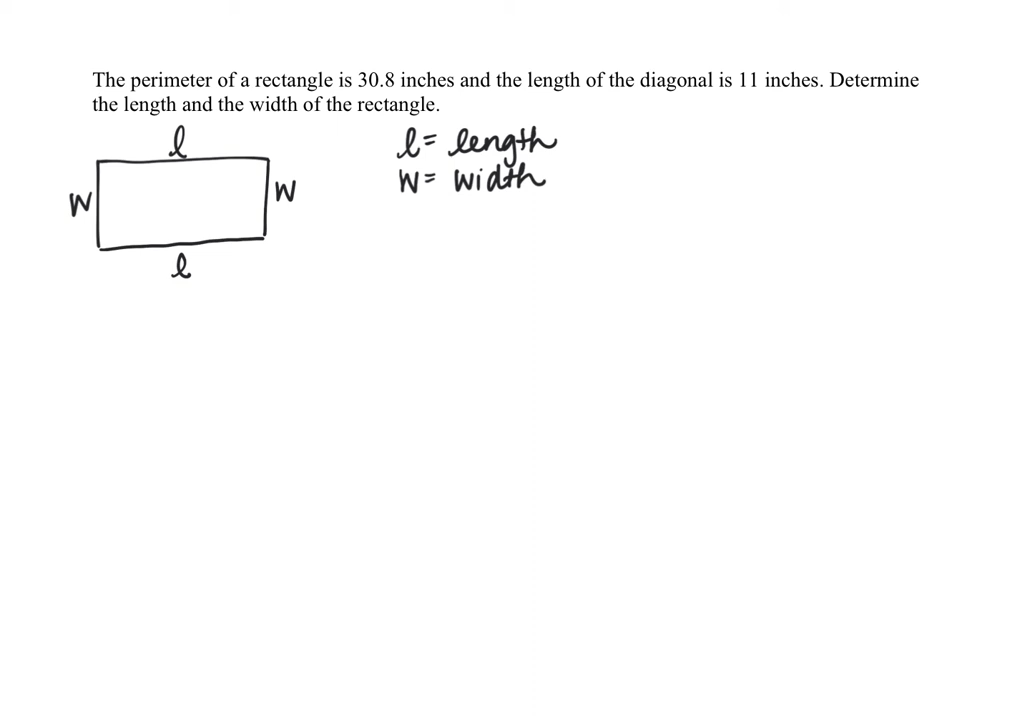 The perimeter of a rectangle is 30.8 inches and the length of the diagonal is 11 inches. Determine
the length and the width of the rectangle.
l
l = length
w = width
w
w
l